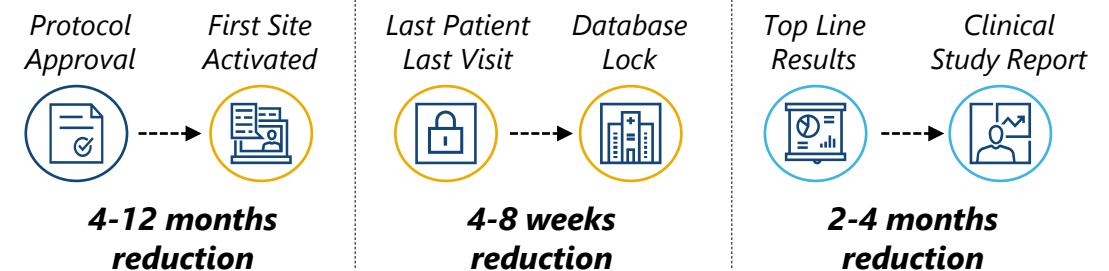 Protocol
Approval
First Site
Activated
4-12 months
reduction
Last Patient
Last Visit
Database
Lock
4-8 weeks
reduction
Top Line
Results
Clinical
Study Report
2-4 months
reduction